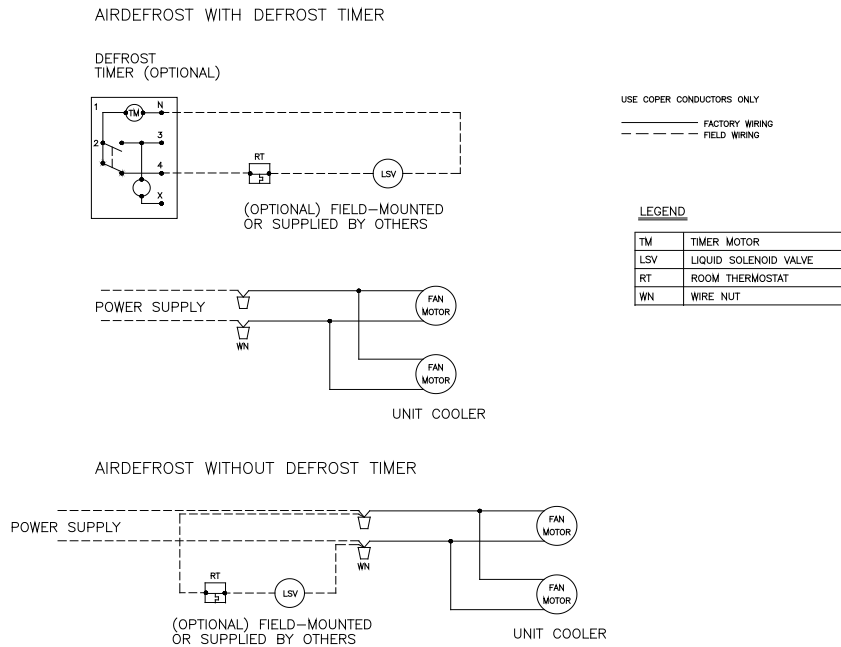 AIRDEFROST WITH DEFROST TIMER
DEFROST
TIMER (OPTIONAL)
1
TM
N
2
3
4
X
RT
LSV
(OPTIONAL) FIELD-MOUNTED
OR SUPPLIED BY OTHERS
USE COPER CONDUCTORS ONLY
FACTORY WIRING
FIELD WIRING
LEGEND
TM TIMER MOTOR
LSV LIQUID SOLENOID VALVE
RT ROOM THERMOSTAT
WN WIRE NUT
POWER SUPPLY
WN
FAN
MOTOR
FAN
MOTOR
UNIT COOLER
AIRDEFROST WITHOUT DEFROST TIMER
POWER SUPPLY
WN
FAN
MOTOR
RT
LSV
FAN
MOTOR
(OPTIONAL) FIELD-MOUNTED
OR SUPPLIED BY OTHERS
UNIT COOLER